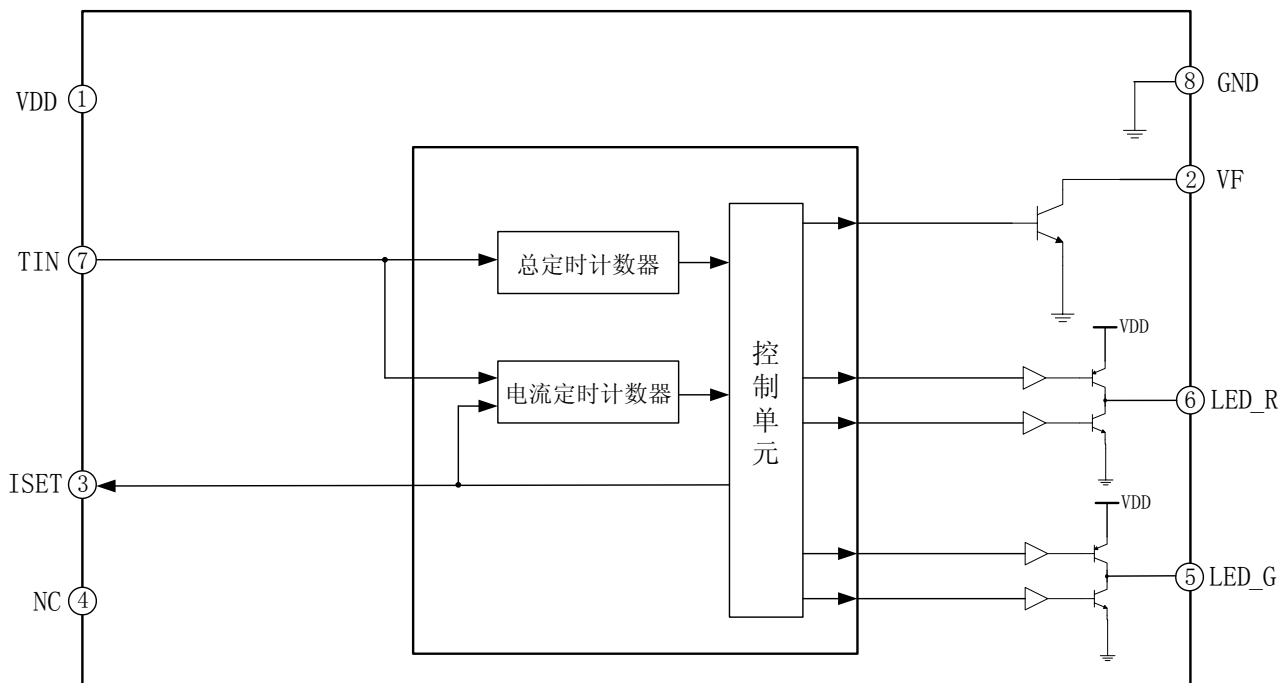 VDD ①
⑧ GND
② VF
TIN ⑦
总定时计数器
VDD
控制单元
电流定时计数器
⑥ LED_R
ISET ③
VDD
⑤ LED_G
NC ④